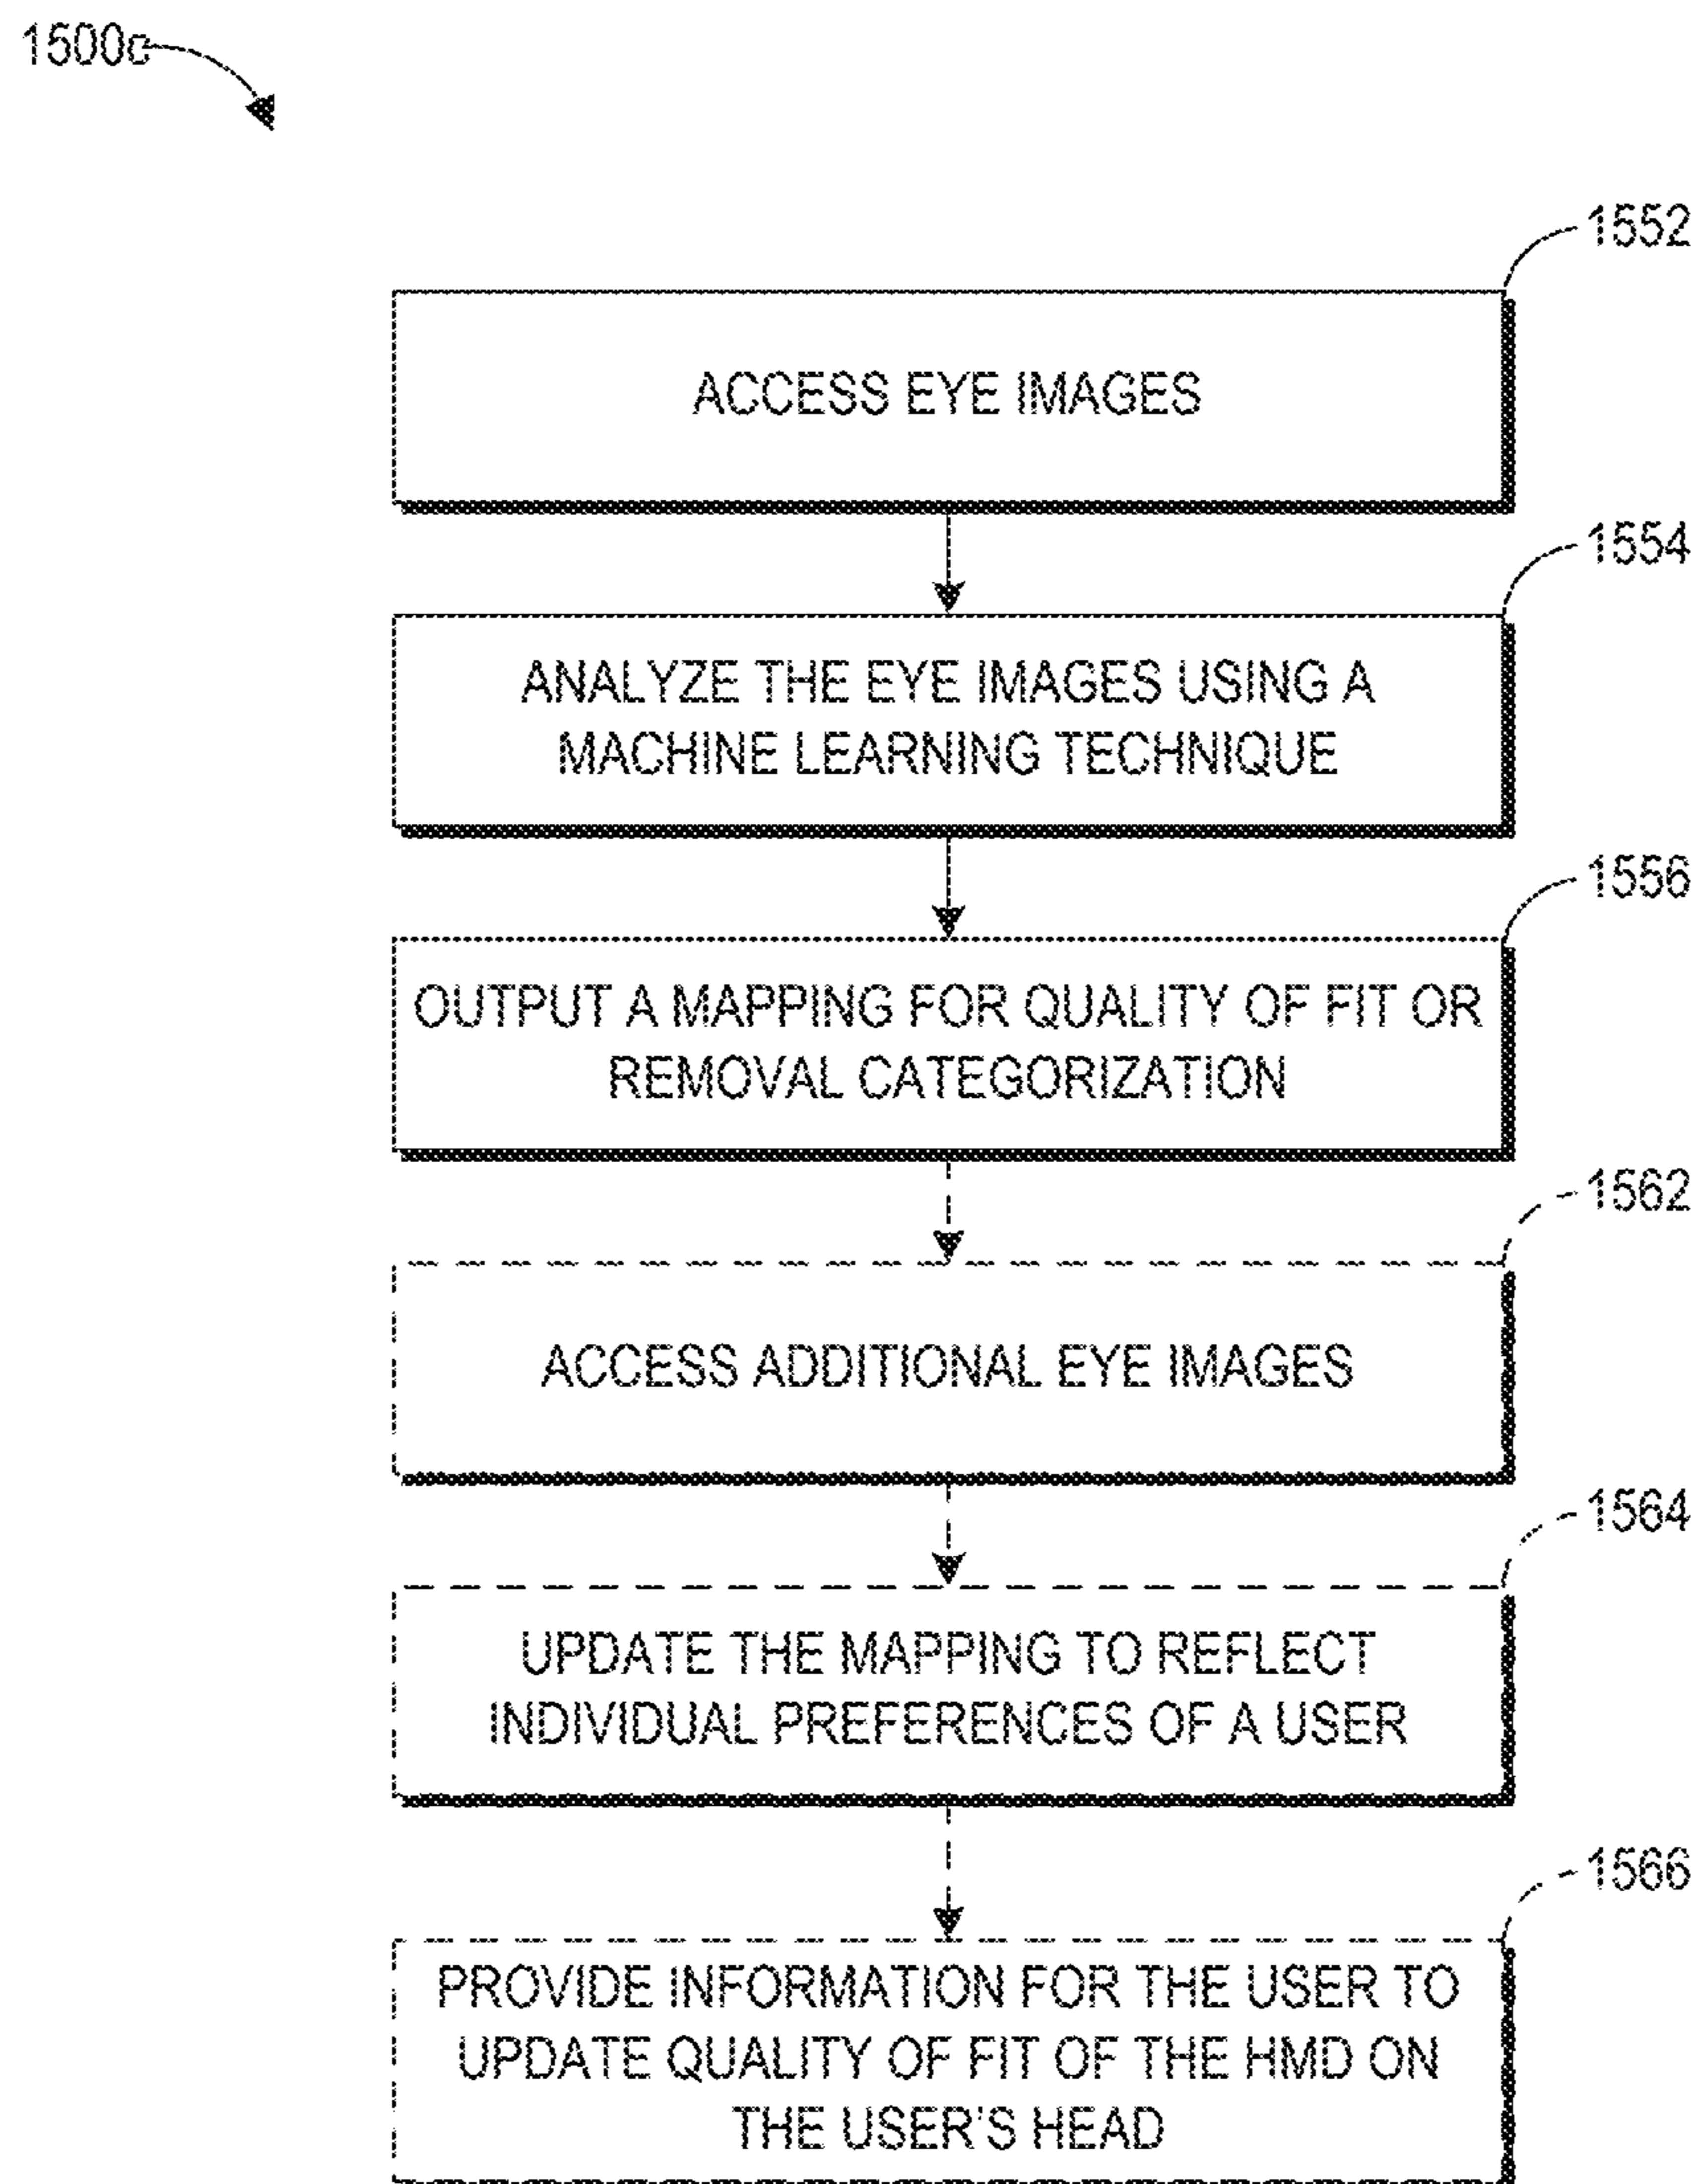 1500c
1552
ACCESS EYE IMAGES
1554
ANALYZE THE EYE IMAGES USING A
MACHINE LEARNING TECHNIQUE
1556
OUTPUT A MAPPING FOR QUALITY OF FIT OR
REMOVAL CATEGORIZATION
1562
ACCESS ADDITIONAL EYE IMAGES
1564
UPDATE THE MAPPING TO REFLECT
INDIVIDUAL PREFERENCES OF A USER
1566
PROVIDE INFORMATION FOR THE USER TO
UPDATE QUALITY OF FIT OF THE HMD ON
THE USER'S HEAD